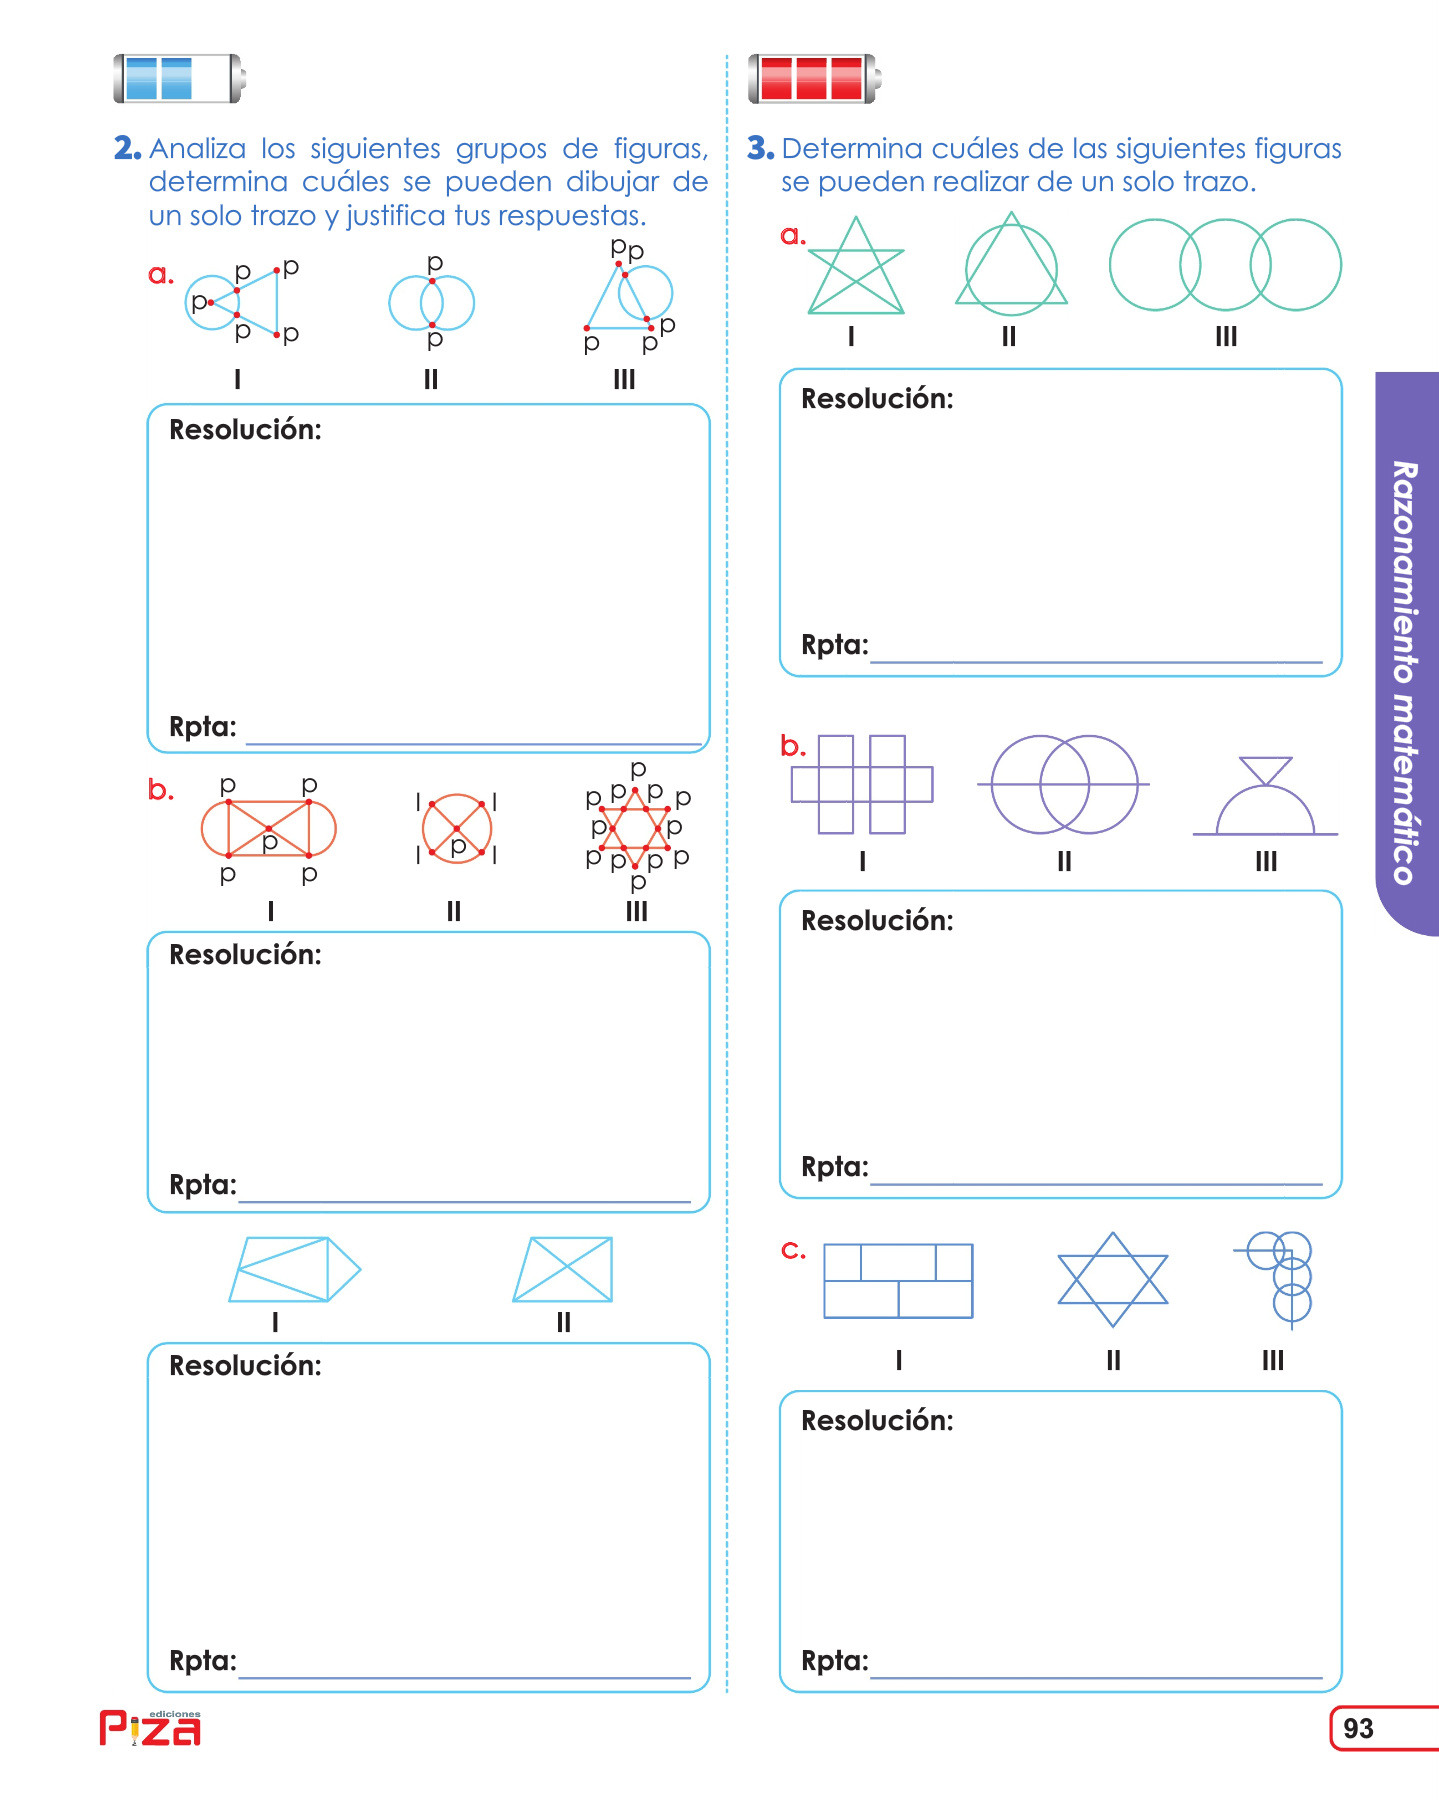 2. Analiza los siguientes grupos de figuras,
determina cuáles se pueden dibujar de
un solo trazo y justifica tus respuestas.
a.
p p p p p
p p
p p p p p
I II III
Resolución:
Rpta:
b.
p p p p p
l l p l l
p p p p p p p p p p p p
I II III
Resolución:
Rpta:
I II
Resolución:
Rpta:
3. Determina cuáles de las siguientes figuras
se pueden realizar de un solo trazo.
a.
I II III
Resolución:
Rpta:
b.
I II III
Resolución:
Rpta:
c.
I II III
Resolución:
Rpta:
Razonamiento matemático
ediciones
Piza
93